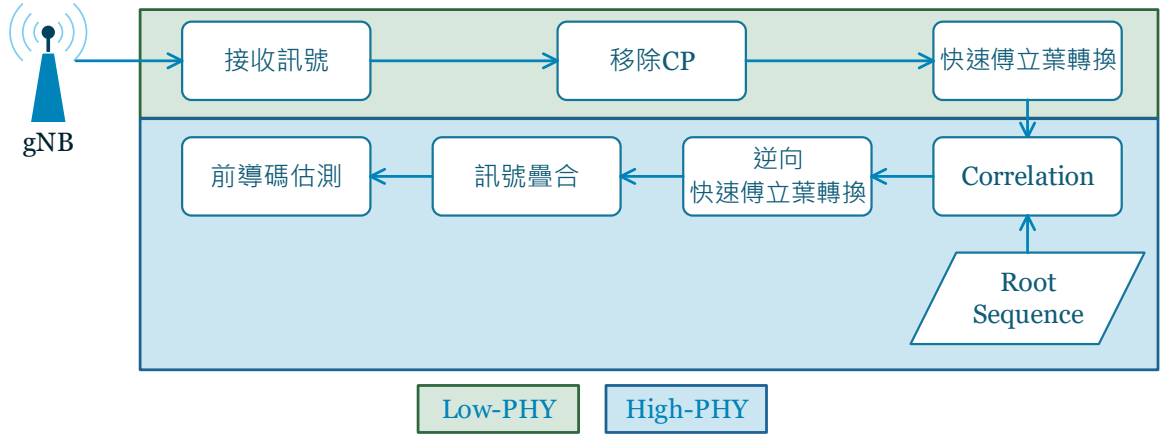 gNB
接收訊號
移除CP
快速傅立葉轉換
前導碼估測
訊號疊合
逆向
快速傅立葉轉換
Correlation
Root
Sequence
Low-PHY
High-PHY